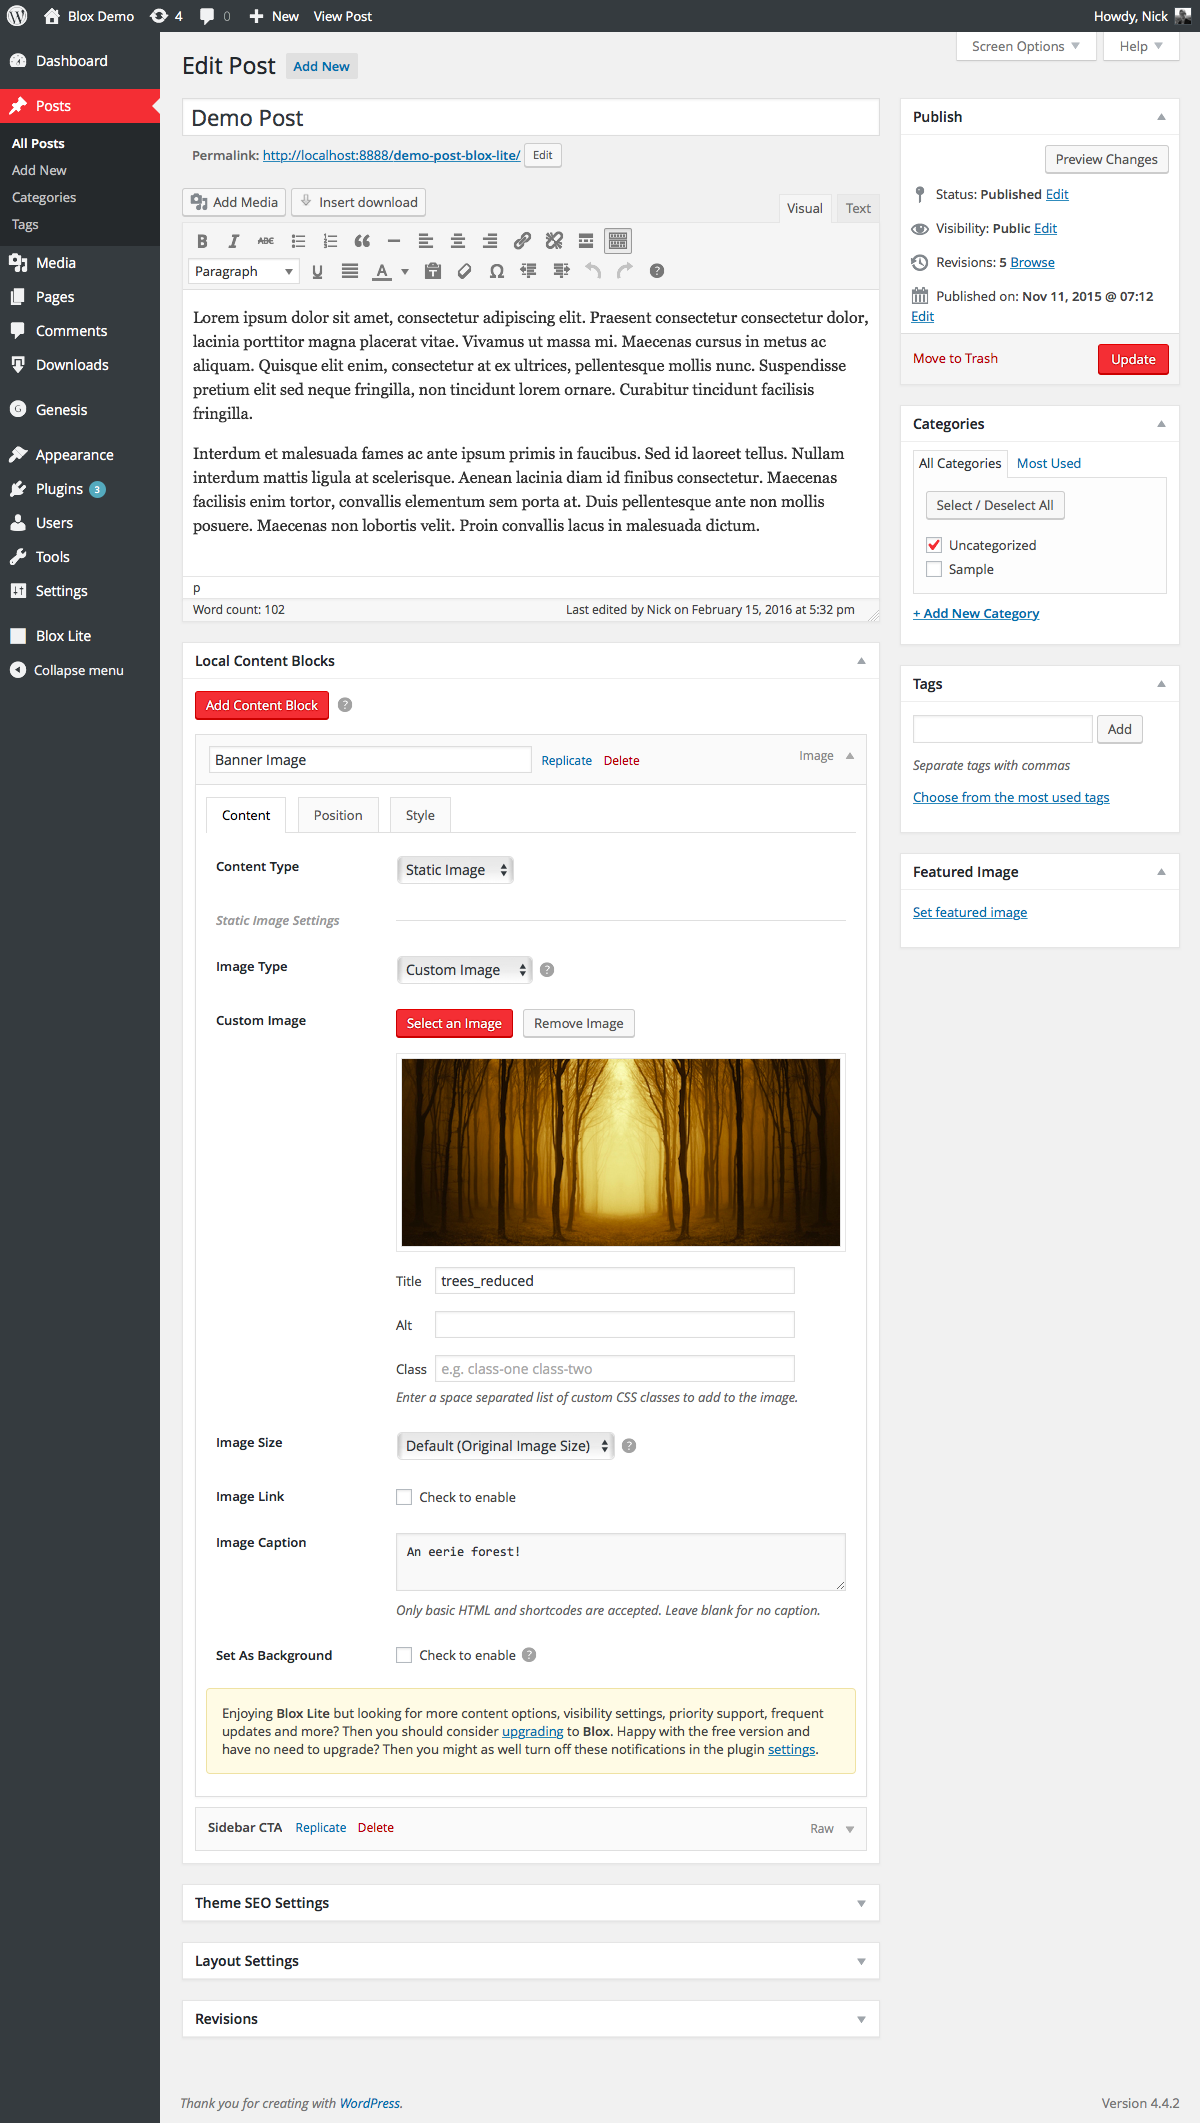 Blox Demo 4 0 New View Post Howdy, Nick
Screen Options Help
Dashboard
Posts
All Posts
Add New
Categories
Tags
Media
Pages
Comments
Downloads
Genesis
Appearance
Plugins 3
Users
Tools
Settings
Blox Lite
Collapse menu
Edit Post Add New
Demo Post
Permalink: http://localhost:8888/demo-post-blox-lite/ Edit
Add Media Insert download
Visual Text
B I ABC
Paragraph U A Ω ?
Lorem ipsum dolor sit amet, consectetur adipiscing elit. Praesent consectetur consectetur dolor,
lacinia porttitor magna placerat vitae. Vivamus ut massa mi. Maecenas cursus in metus ac
aliquam. Quisque elit enim, consectetur at ex ultrices, pellentesque mollis nunc. Suspendisse
pretium elit sed neque fringilla, non tincidunt lorem ornare. Curabitur tincidunt facilisis
fringilla.
Interdum et malesuada fames ac ante ipsum primis in faucibus. Sed id laoreet tellus. Nullam
interdum mattis ligula at scelerisque. Aenean lacinia diam id finibus consectetur. Maecenas
facilisis enim tortor, convallis elementum sem porta at. Duis pellentesque ante non mollis
posuere. Maecenas non lobortis velit. Proin convallis lacus in malesuada dictum.
p
Word count: 102 Last edited by Nick on February 15, 2016 at 5:32 pm
Local Content Blocks
Add Content Block ?
Banner Image Replicate Delete Image
Content Position Style
Content Type Static Image
Static Image Settings
Image Type Custom Image ?
Custom Image Select an Image Remove Image
Title trees_reduced
Alt
Class e.g. class-one class-two
Enter a space separated list of custom CSS classes to add to the image.
Image Size Default (Original Image Size) ?
Image Link Check to enable
Image Caption An eerie forest!
Only basic HTML and shortcodes are accepted. Leave blank for no caption.
Set As Background Check to enable ?
Enjoying Blox Lite but looking for more content options, visibility settings, priority support, frequent
updates and more? Then you should consider upgrading to Blox. Happy with the free version and
have no need to upgrade? Then you might as well turn off these notifications in the plugin settings.
Sidebar CTA Replicate Delete Raw
Theme SEO Settings
Layout Settings
Revisions
Publish
Preview Changes
Status: Published Edit
Visibility: Public Edit
Revisions: 5 Browse
Published on: Nov 11, 2015 @ 07:12
Edit
Move to Trash Update
Categories
All Categories Most Used
Select / Deselect All
Uncategorized
Sample
+ Add New Category
Tags
Add
Separate tags with commas
Choose from the most used tags
Featured Image
Set featured image
Thank you for creating with WordPress. Version 4.4.2